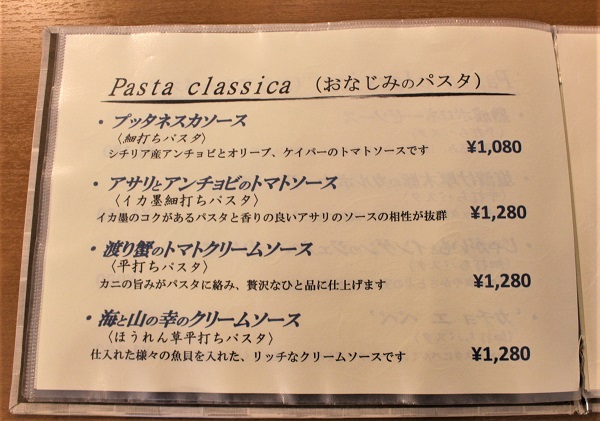 Pasta classica (おなじみのパスタ)
・プッタネスカソース
〈細打ちパスタ〉
シチリア産アンチョビとオリーブ、ケイパーのトマトソースです ¥1,080
・アサリとアンチョビのトマトソース
〈イカ墨細打ちパスタ〉
イカ墨のコクがあるパスタと香りの良いアサリのソースの相性が抜群 ¥1,280
・渡り蟹のトマトクリームソース
〈平打ちパスタ〉
カニの旨みがパスタに絡み、贅沢なひと品に仕上げます ¥1,280
・海と山の幸のクリームソース
〈ほうれん草平打ちパスタ〉
仕入れた様々の魚貝を入れた、リッチなクリームソースです ¥1,280